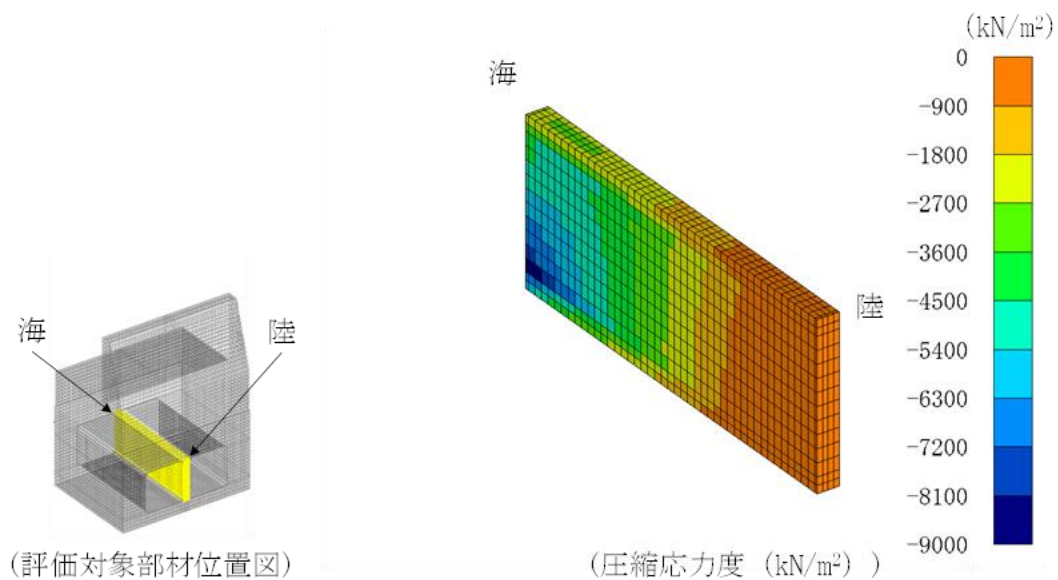 (kN/m²)
0
-900
-1800
-2700
-3600
-4500
-5400
-6300
-7200
-8100
-9000
海
陸
海
陸
(評価対象部材位置図)
(圧縮応力度 (kN/m²) )